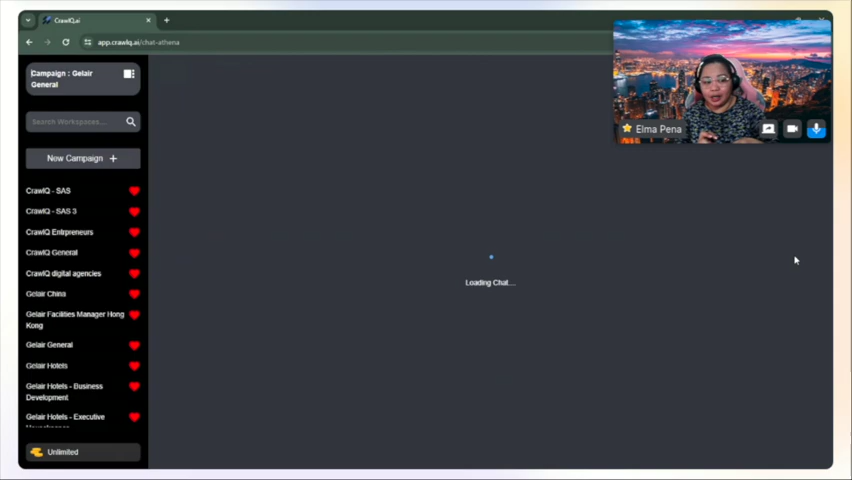 CrawlQ.ai
app.crawlq.ai/chat-athena
Campaign : Gelair
General
Search Workspaces...
New Campaign +
CrawlQ - SAS
CrawlQ - SAS 3
CrawlQ Entrpreneurs
CrawlQ General
CrawlQ digital agencies
Gelair China
Gelair Facilities Manager Hong
Kong
Gelair General
Gelair Hotels
Gelair Hotels - Business
Development
Gelair Hotels - Executive
Unlimited
Loading Chat...
Elma Pena